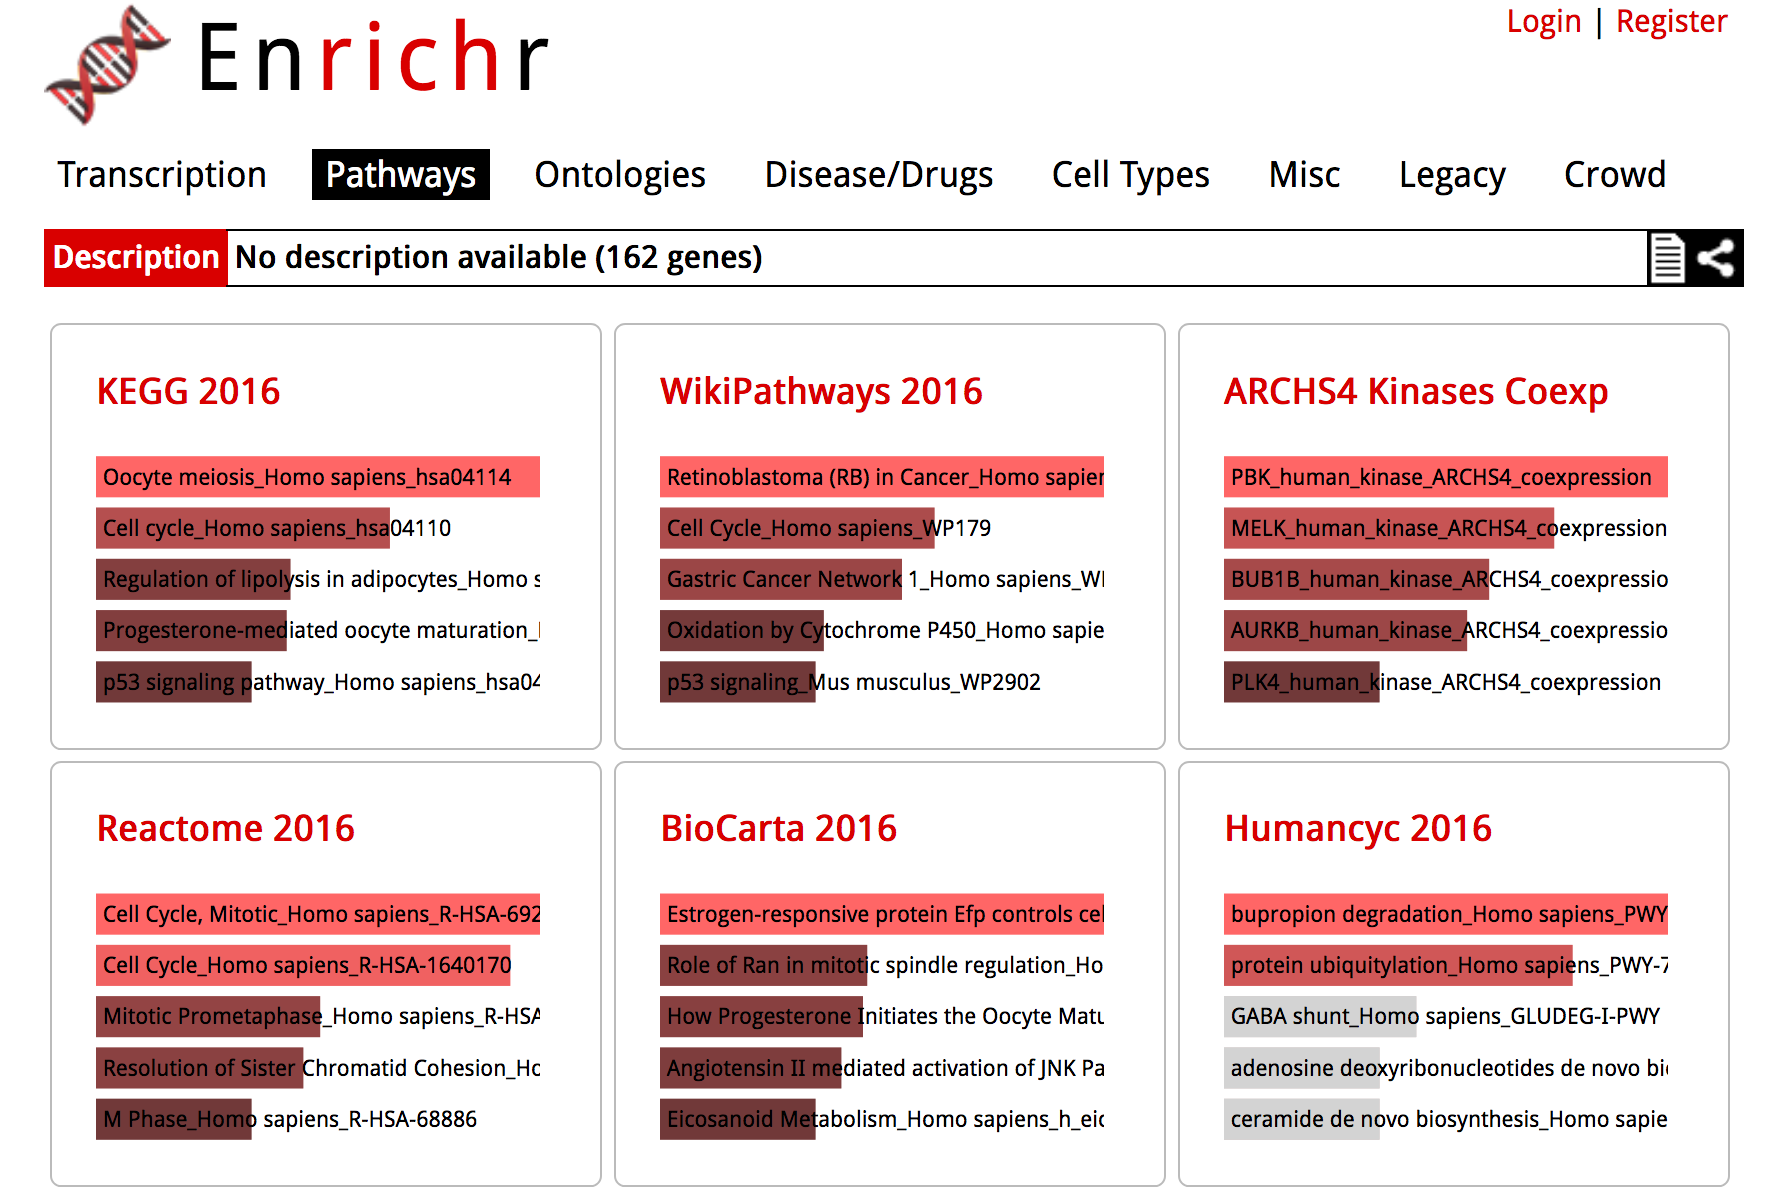 Login | Register
Enrichr
Transcription Pathways Ontologies Disease/Drugs Cell Types Misc Legacy Crowd
Description No description available (162 genes)
KEGG 2016
Oocyte meiosis_Homo sapiens_hsa04114
Cell cycle_Homo sapiens_hsa04110
Regulation of lipolysis in adipocytes_Homo s
Progesterone-mediated oocyte maturation_
p53 signaling pathway_Homo sapiens_hsa04
WikiPathways 2016
Retinoblastoma (RB) in Cancer_Homo sapien
Cell Cycle_Homo sapiens_WP179
Gastric Cancer Network 1_Homo sapiens_W
Oxidation by Cytochrome P450_Homo sapie
p53 signaling_Mus musculus_WP2902
ARCHS4 Kinases Coexp
PBK_human_kinase_ARCHS4_coexpression
MELK_human_kinase_ARCHS4_coexpression
BUB1B_human_kinase_ARCHS4_coexpressio
AURKB_human_kinase_ARCHS4_coexpressio
PLK4_human_kinase_ARCHS4_coexpression
Reactome 2016
Cell Cycle, Mitotic_Homo sapiens_R-HSA-692
Cell Cycle_Homo sapiens_R-HSA-1640170
Mitotic Prometaphase_Homo sapiens_R-HSA
Resolution of Sister Chromatid Cohesion_Ho
M Phase_Homo sapiens_R-HSA-68886
BioCarta 2016
Estrogen-responsive protein Efp controls cel
Role of Ran in mitotic spindle regulation_Ho
How Progesterone Initiates the Oocyte Matu
Angiotensin II mediated activation of JNK Pa
Eicosanoid Metabolism_Homo sapiens_h_eic
Humancyc 2016
bupropion degradation_Homo sapiens_PWY
protein ubiquitylation_Homo sapiens_PWY-7
GABA shunt_Homo sapiens_GLUDEG-I-PWY
adenosine deoxyribonucleotides de novo bi
ceramide de novo biosynthesis_Homo sapie